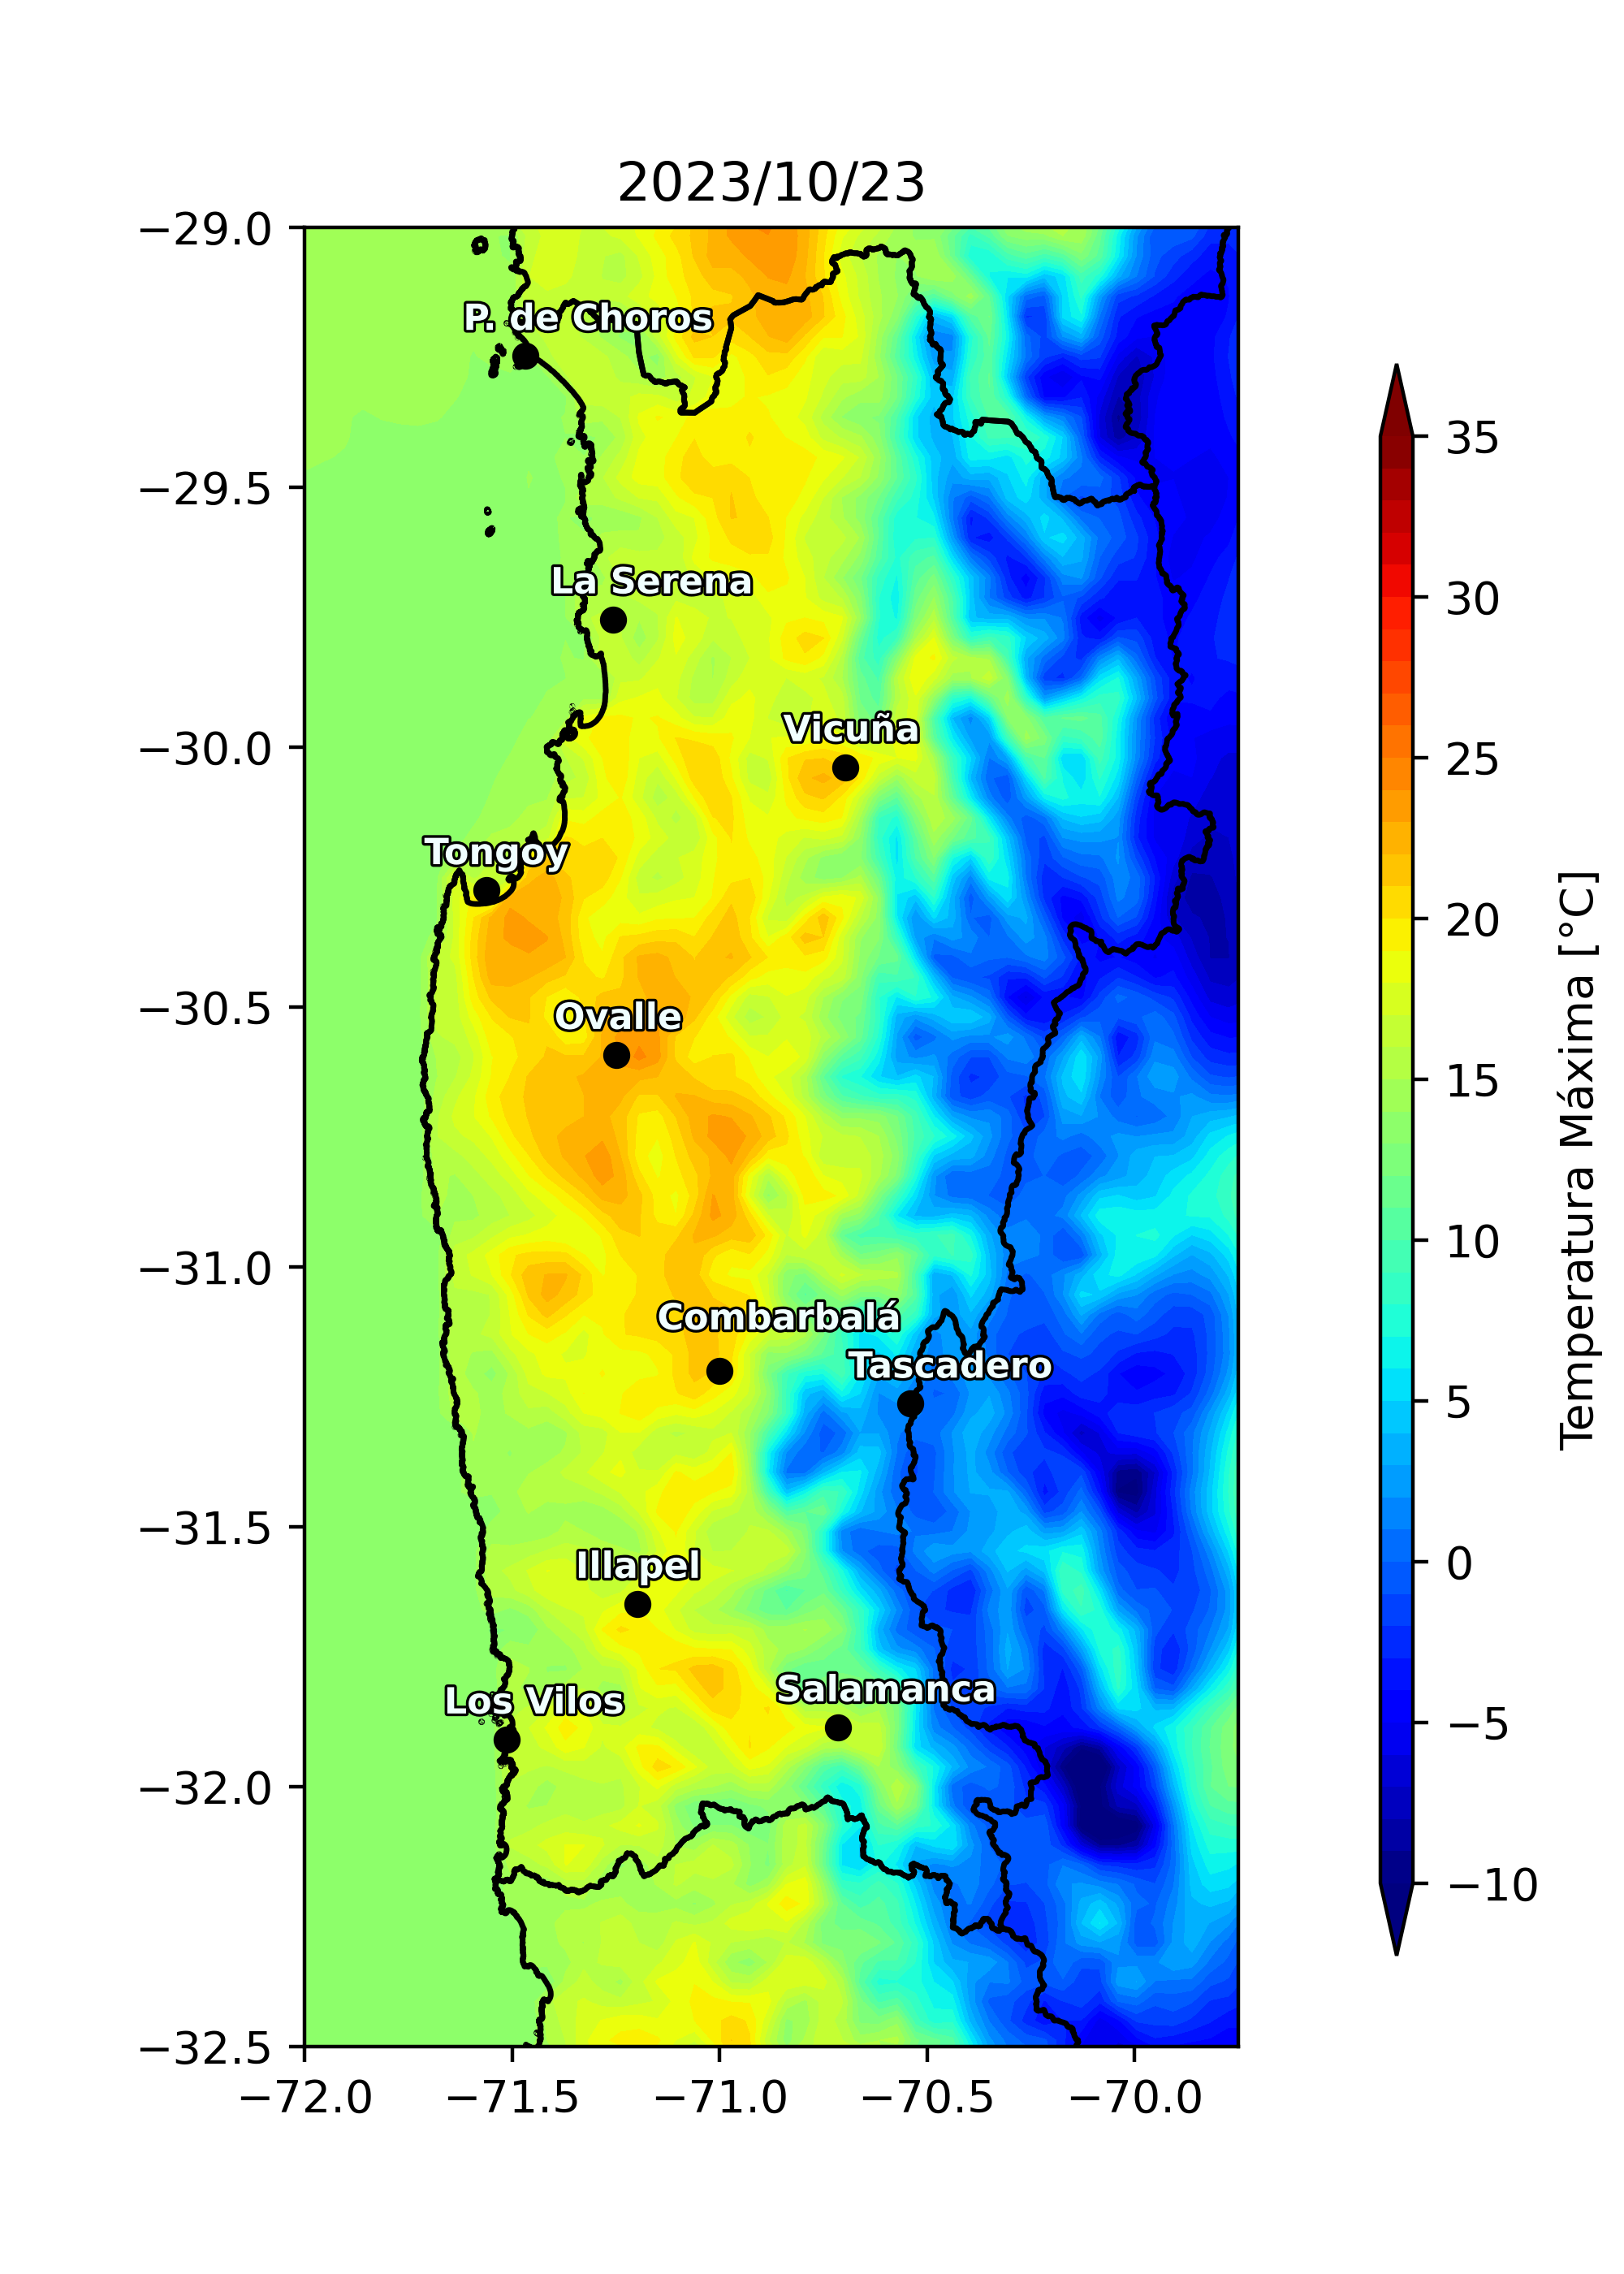 2023/10/23
−29.0
−29.5
−30.0
−30.5
−31.0
−31.5
−32.0
−32.5
−72.0
−71.5
−71.0
−70.5
−70.0
P. de Choros
La Serena
Vicuña
Tongoy
Ovalle
Combarbalá
Tascadero
Illapel
Los Vilos
Salamanca
35
30
25
20
15
10
5
0
−5
−10
Temperatura Máxima [°C]